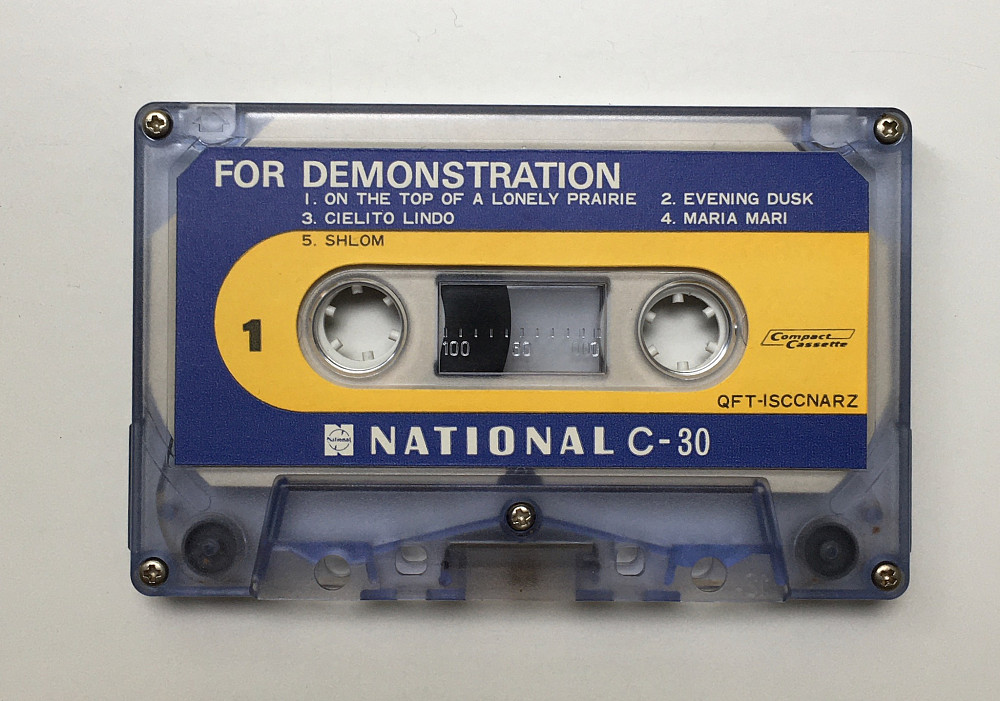 FOR DEMONSTRATION
1. ON THE TOP OF A LONELY PRAIRIE 2. EVENING DUSK
3. CIELITO LINDO 4. MARIA MARI
5. SHLOM
1
100 50
Compact
Cassette
QFT-ISCCNARZ
National NATIONAL C-30